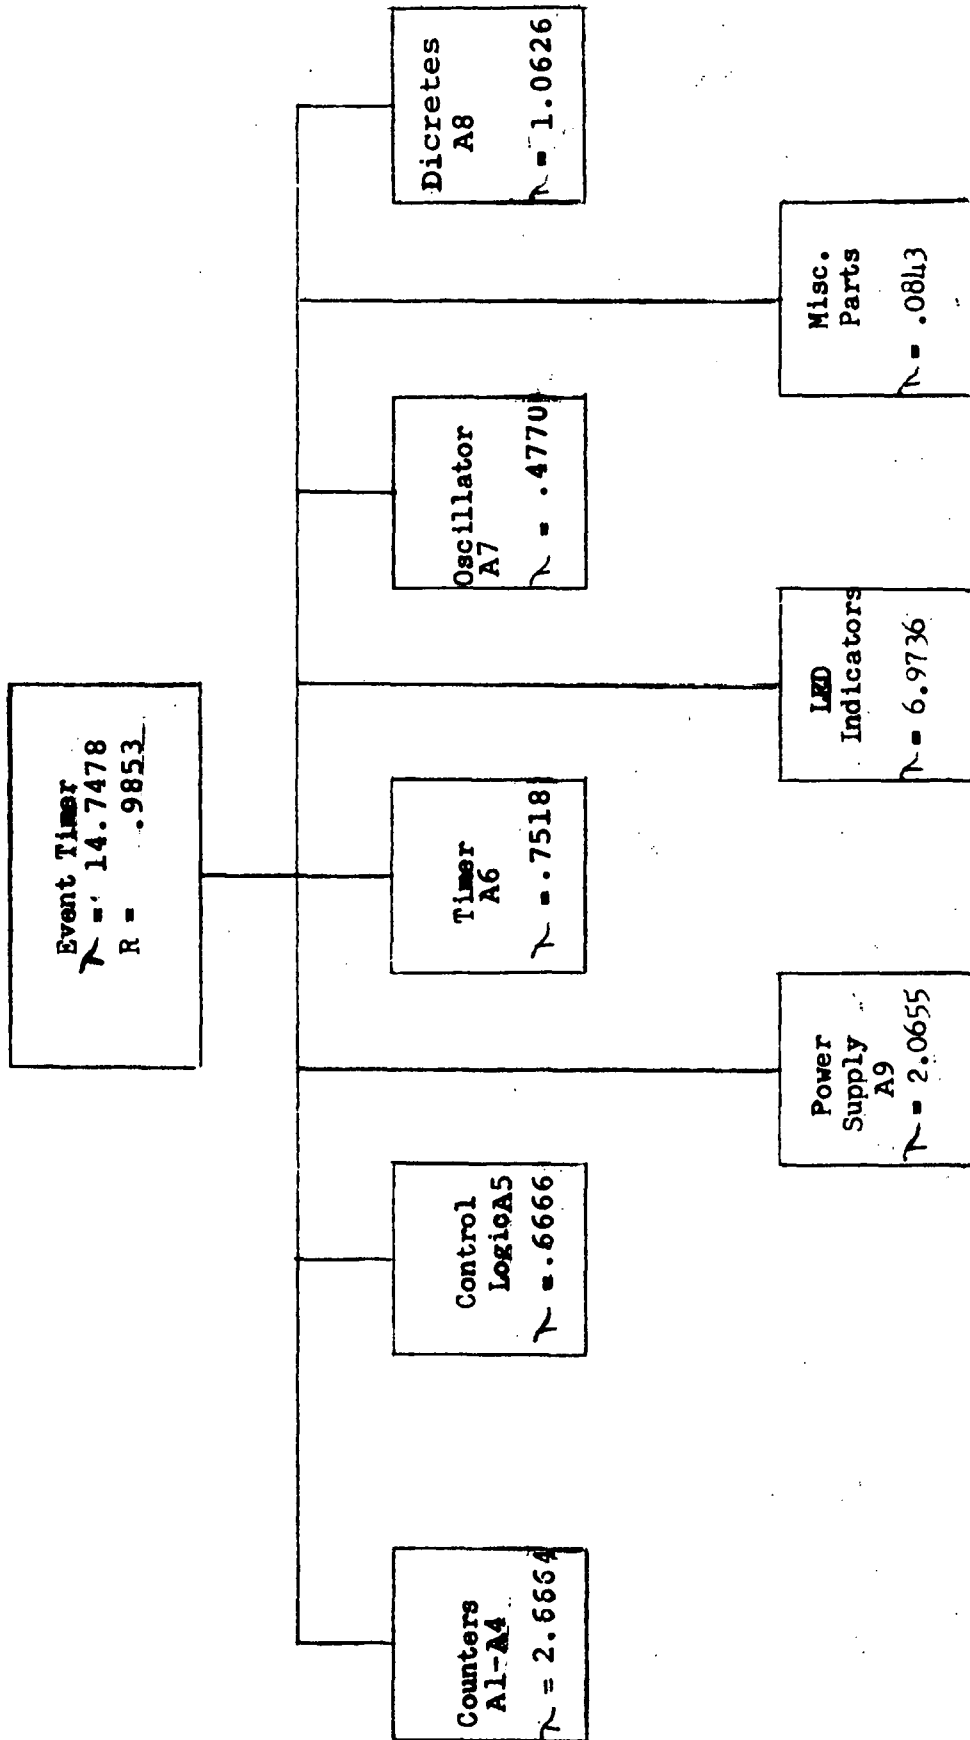 Event Timer
λ = 14.7478
R = .9853
Counters
A1-A4
λ = 2.6664
Control
LogicA5
λ = .6666
Timer
A6
λ = .7518
Oscillator
A7
λ = .4770
Dicretes
A8
λ = 1.0626
Power
Supply
A9
λ = 2.0655
LED
Indicators
λ = 6.9736
Misc.
Parts
λ = .0843